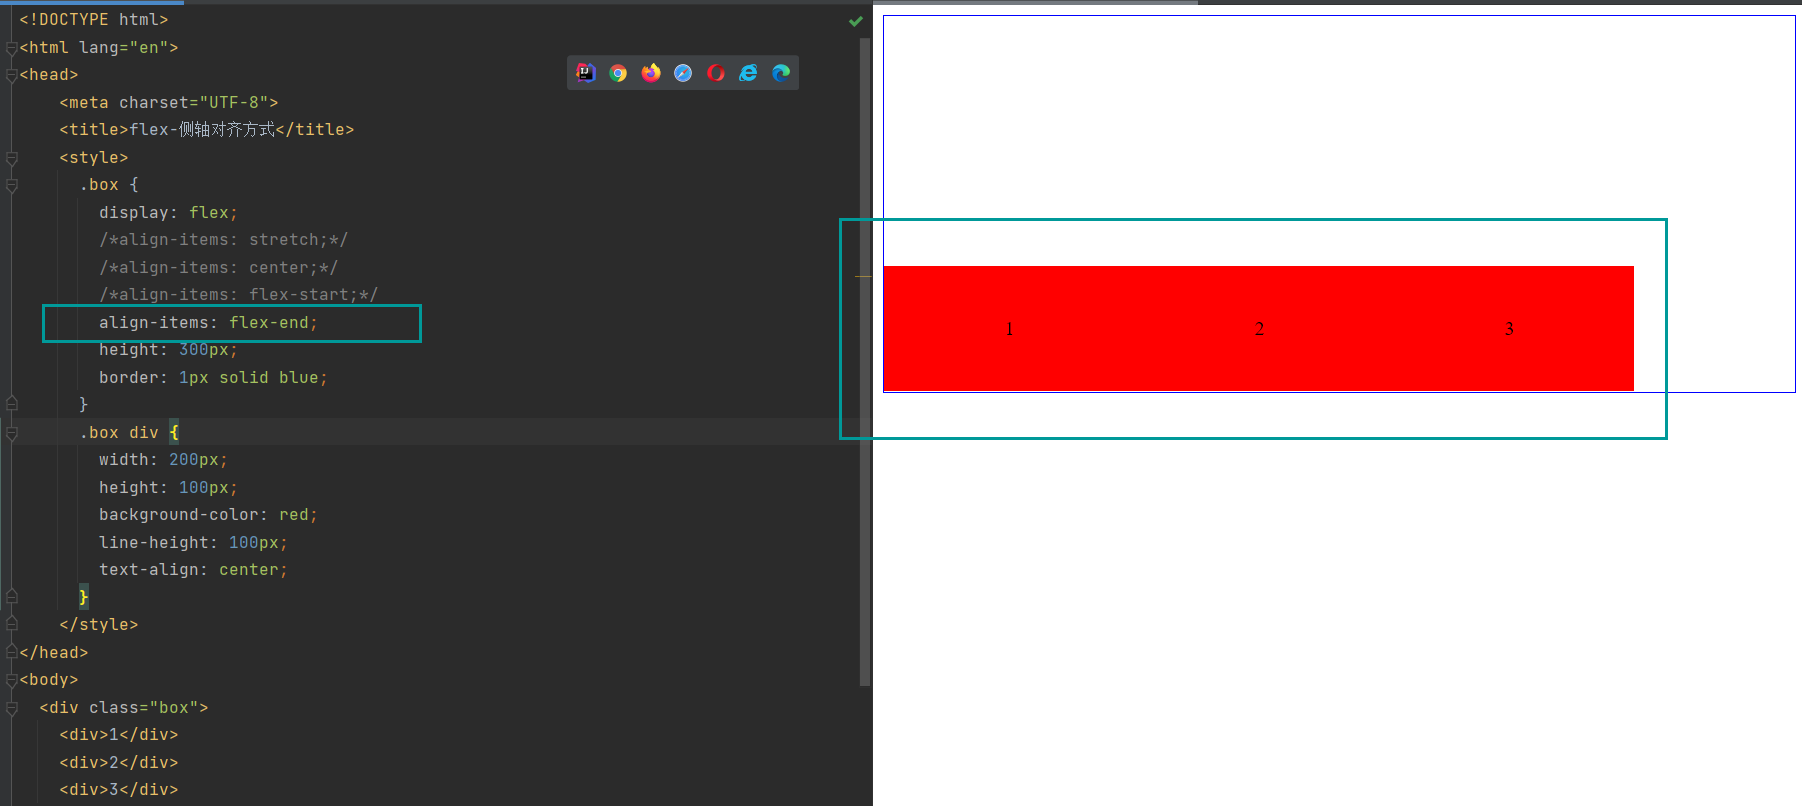 <!DOCTYPE html>
<html lang="en">
<head>
    <meta charset="UTF-8">
    <title>flex-侧轴对齐方式</title>
    <style>
      .box {
        display: flex;
        /*align-items: stretch;*/
        /*align-items: center;*/
        /*align-items: flex-start;*/
        align-items: flex-end;
        height: 300px;
        border: 1px solid blue;
      }
      .box div {
        width: 200px;
        height: 100px;
        background-color: red;
        line-height: 100px;
        text-align: center;
      }
    </style>
</head>
<body>
  <div class="box">
    <div>1</div>
    <div>2</div>
    <div>3</div>
1 2 3